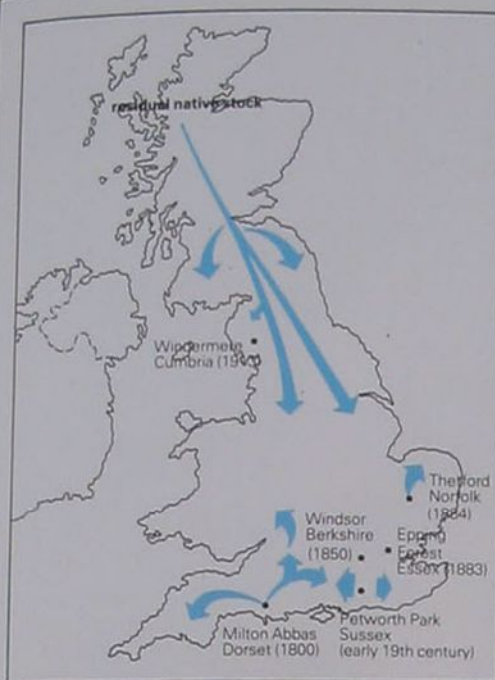 residual native stock
Windermere
Cumbria
Thetford
Norfolk
(1884)
Windsor
Berkshire
(1850)
Epping
Forest
Essex (1883)
Petworth Park
Sussex
(early 19th century)
Milton Abbas
Dorset (1800)